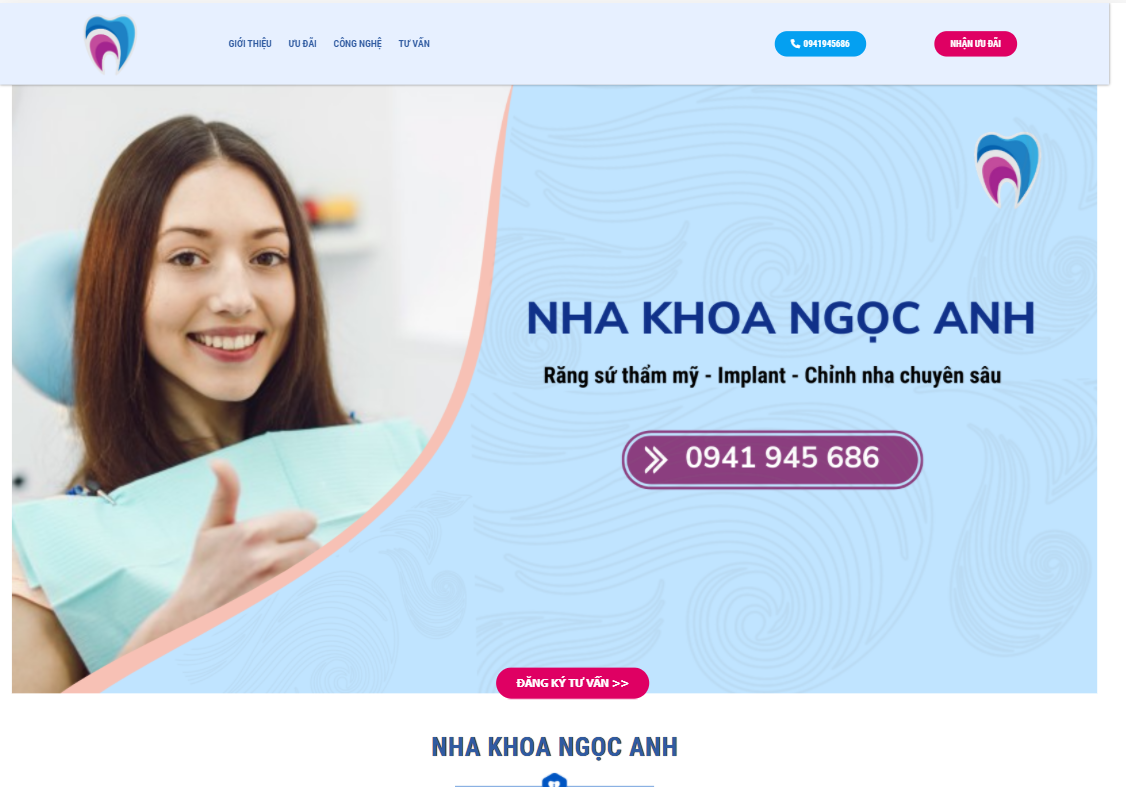 GIỚI THIỆU
ƯU ĐÃI
CÔNG NGHỆ
TƯ VẤN
0941945686
NHẬN ƯU ĐÃI
NHA KHOA NGỌC ANH
Răng sứ thẩm mỹ - Implant - Chỉnh nha chuyên sâu
0941 945 686
ĐĂNG KÝ TƯ VẤN >>
NHA KHOA NGỌC ANH